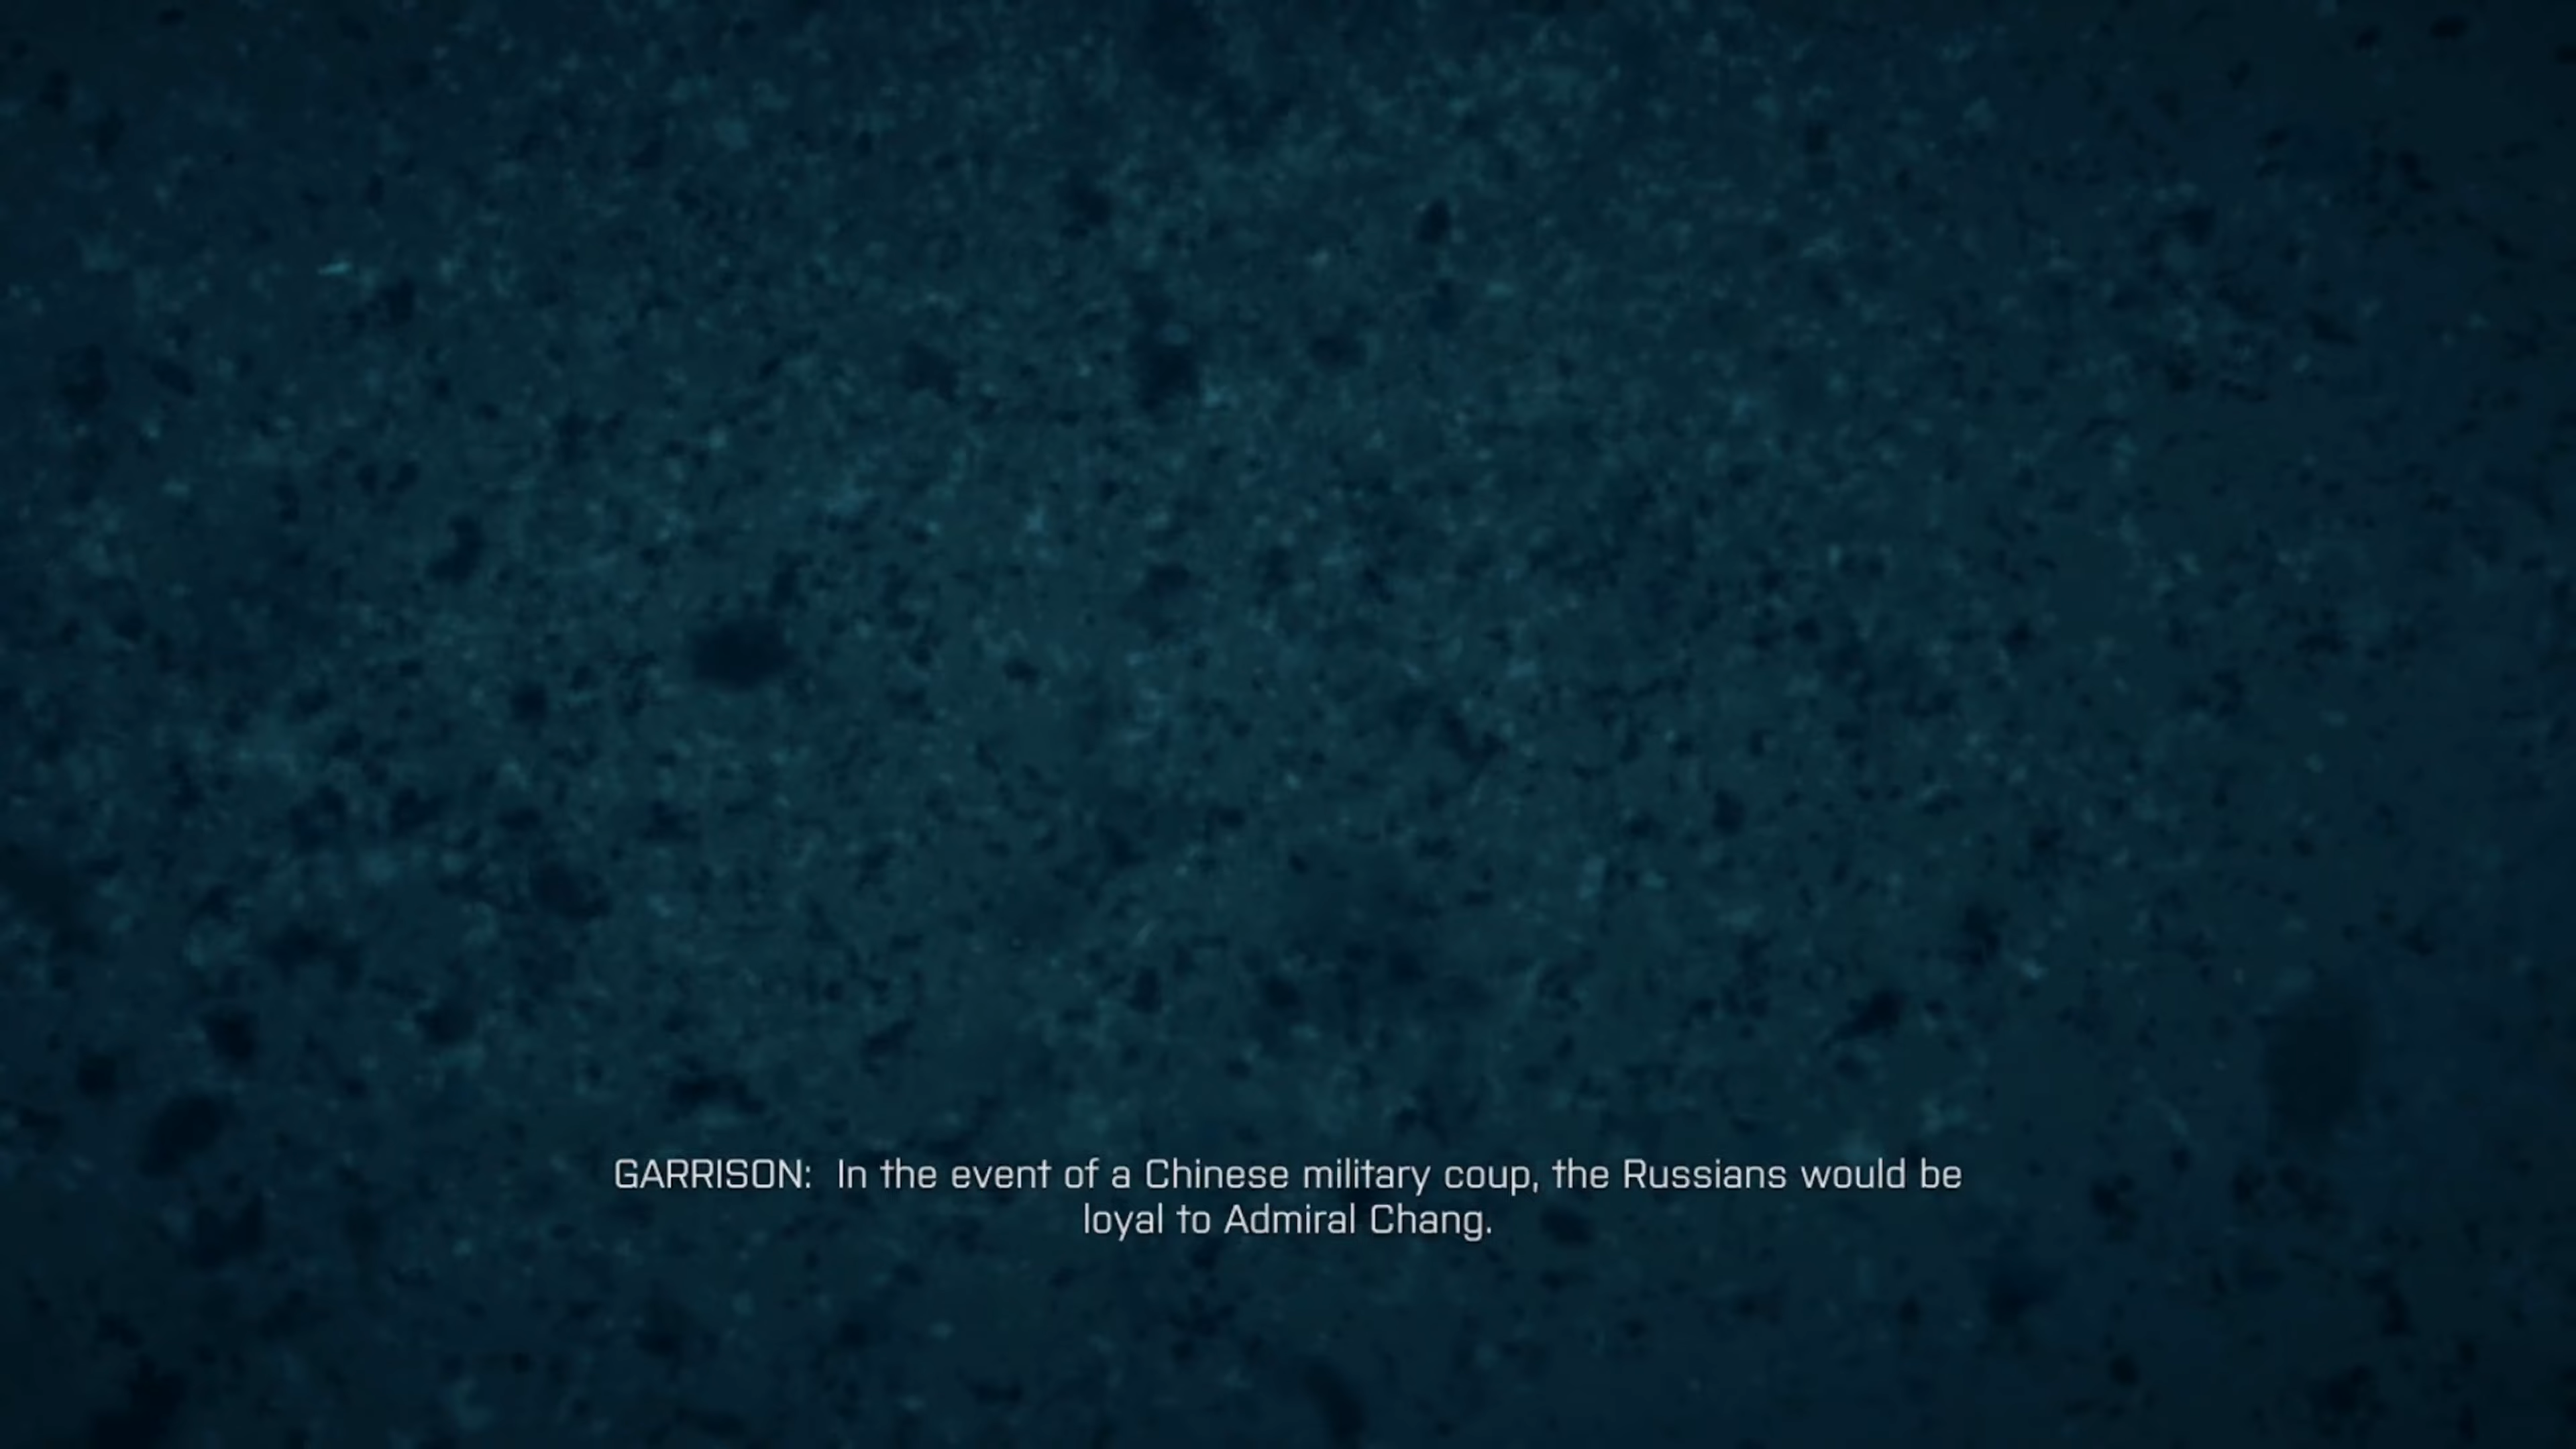 GARRISON:  In the event of a Chinese military coup, the Russians would be
loyal to Admiral Chang.